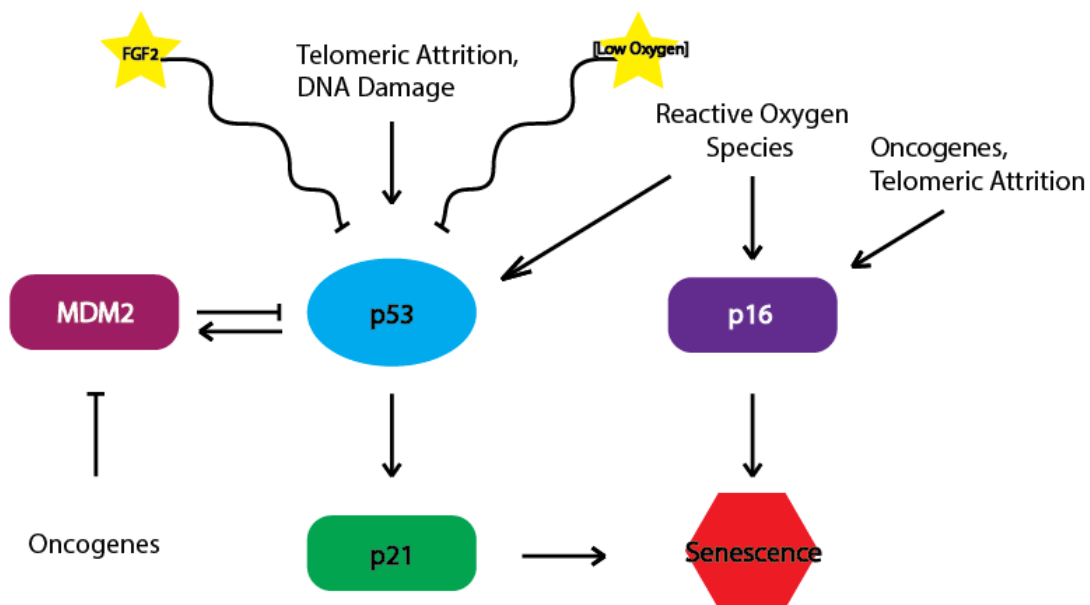 FGF2
Telomeric Attrition,
DNA Damage
[Low Oxygen]
Reactive Oxygen
Species
Oncogenes,
Telomeric Attrition
MDM2
p53
p16
Oncogenes
p21
Senescence